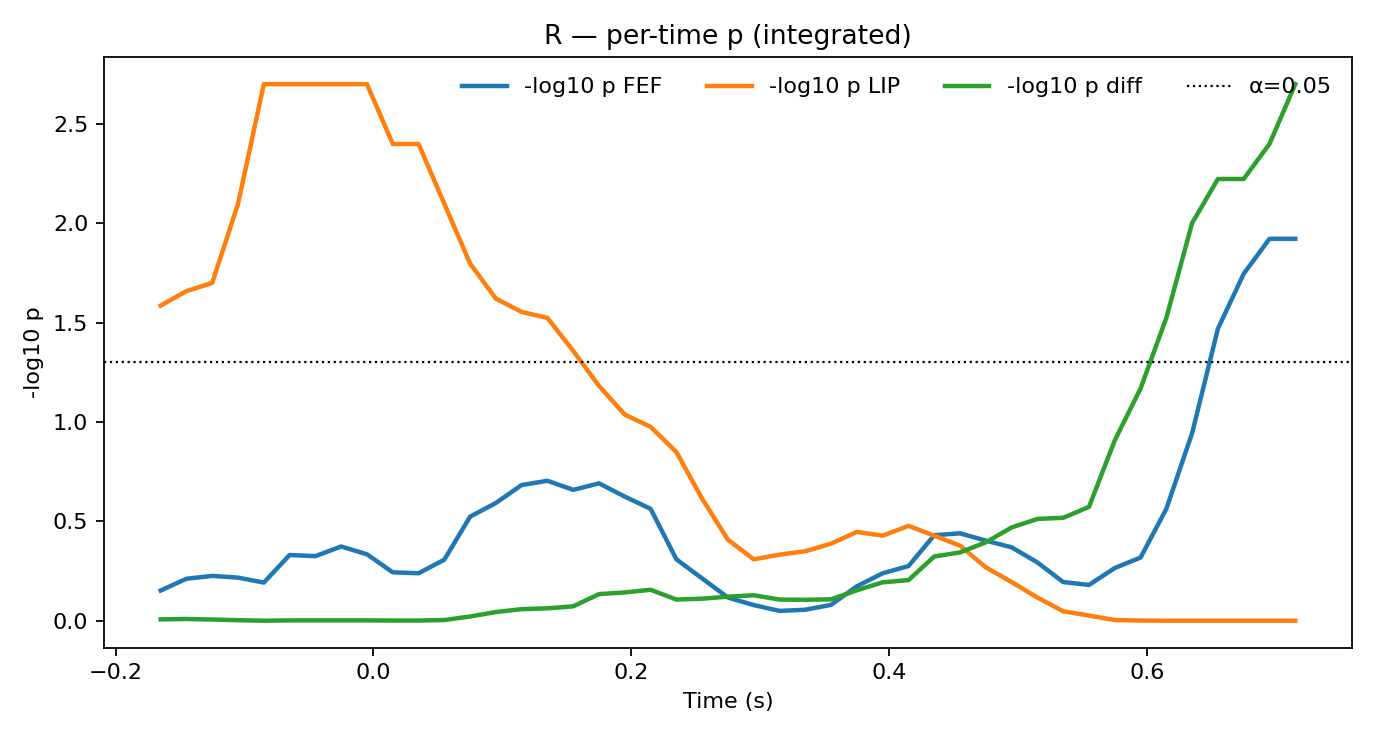 R — per-time p (integrated)
-log10 p FEF
-log10 p LIP
-log10 p diff
α=0.05
2.5
2.0
1.5
1.0
0.5
0.0
-log10 p
−0.2
0.0
0.2
0.4
0.6
Time (s)